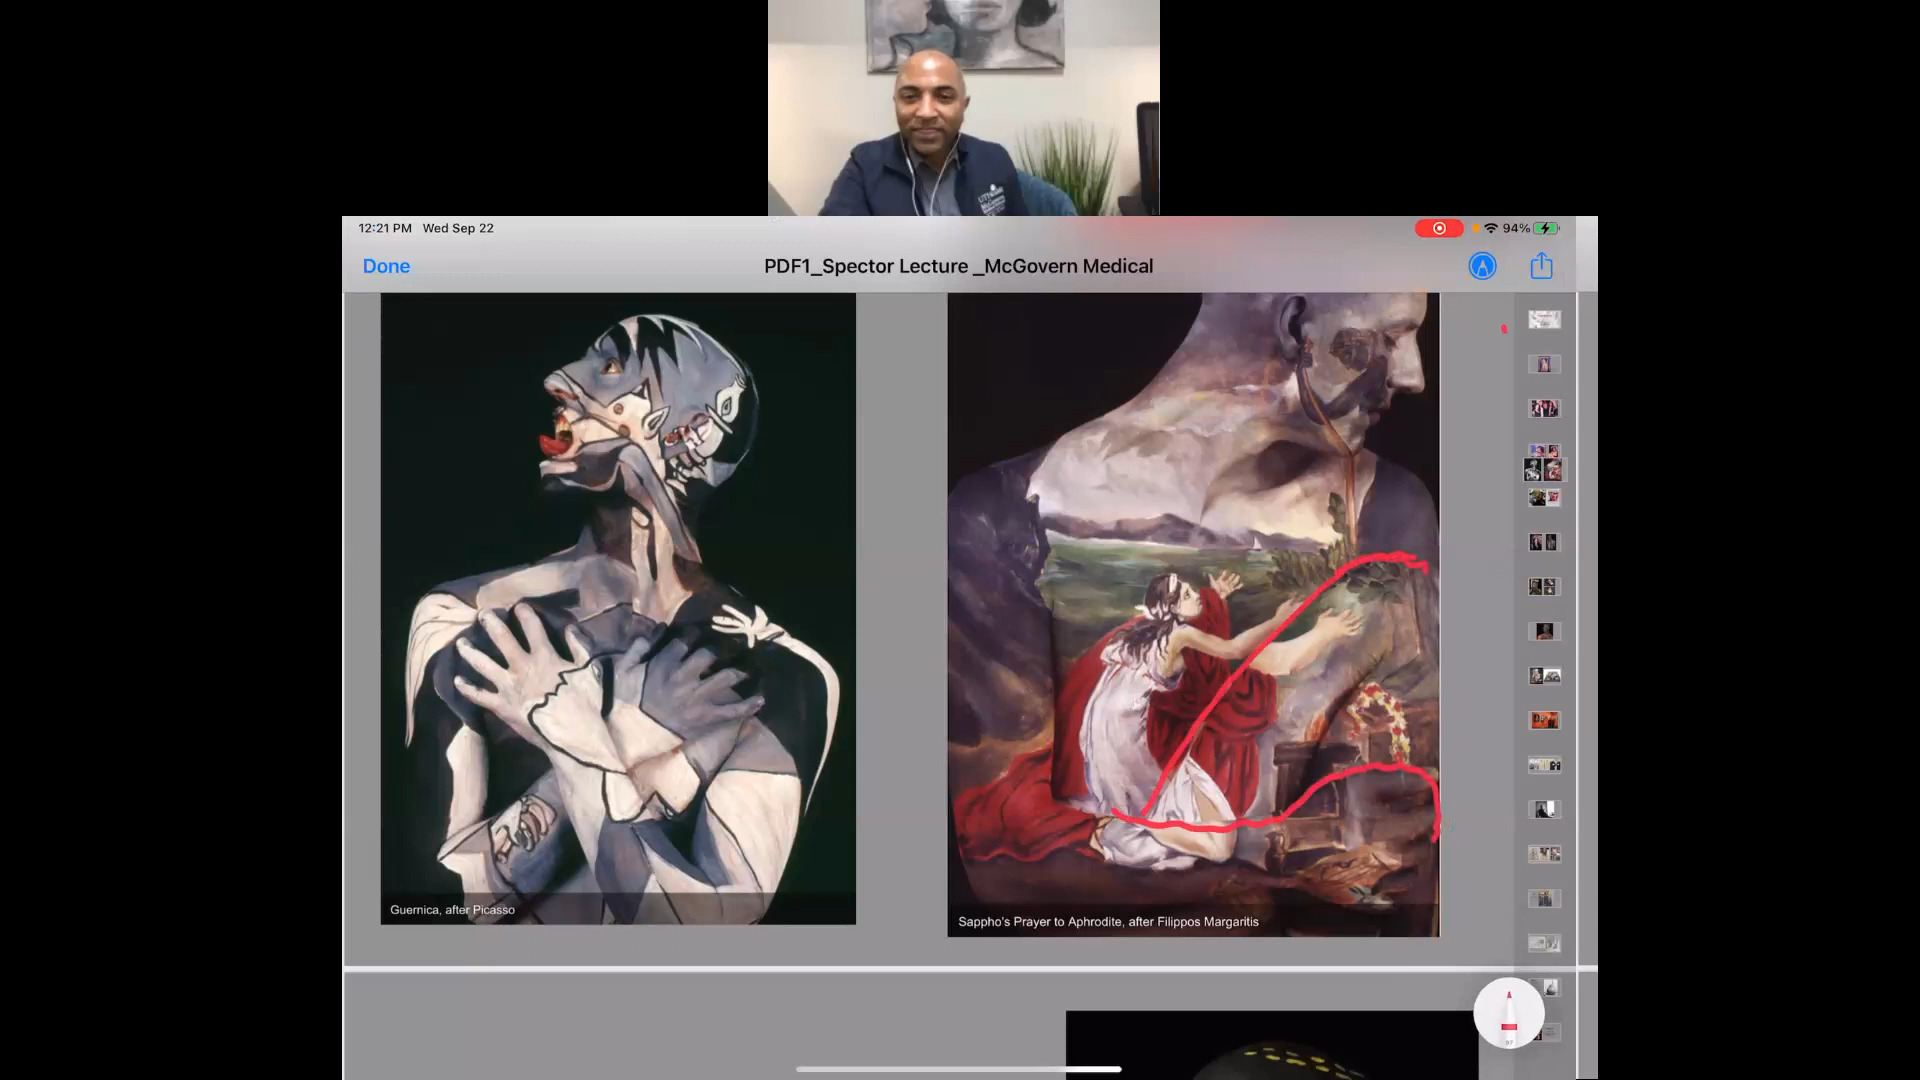 12:21 PM Wed Sep 22
94%
Done
PDF1_Spector Lecture _McGovern Medical
Guernica, after Picasso
Sappho's Prayer to Aphrodite, after Filippos Margaritis
97